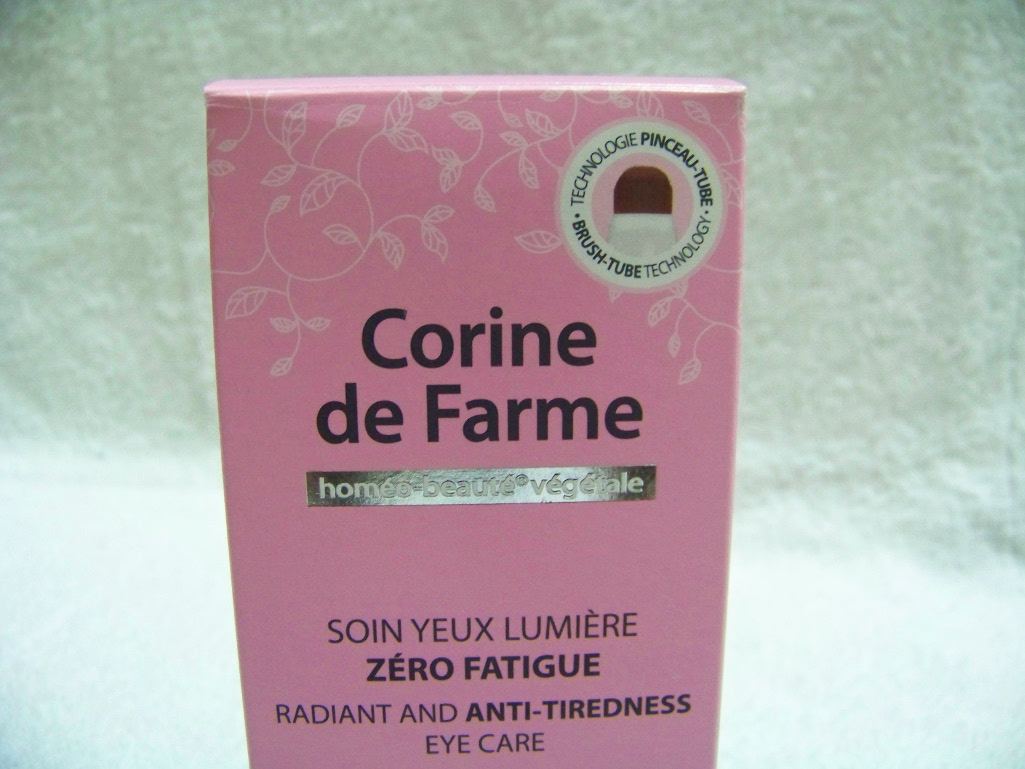 TECHNOLOGIE PINCEAU-TUBE
• BRUSH-TUBE TECHNOLOGY •
Corine
de Farme
homéo-beauté® végétale
SOIN YEUX LUMIÈRE
ZÉRO FATIGUE
RADIANT AND ANTI-TIREDNESS
EYE CARE